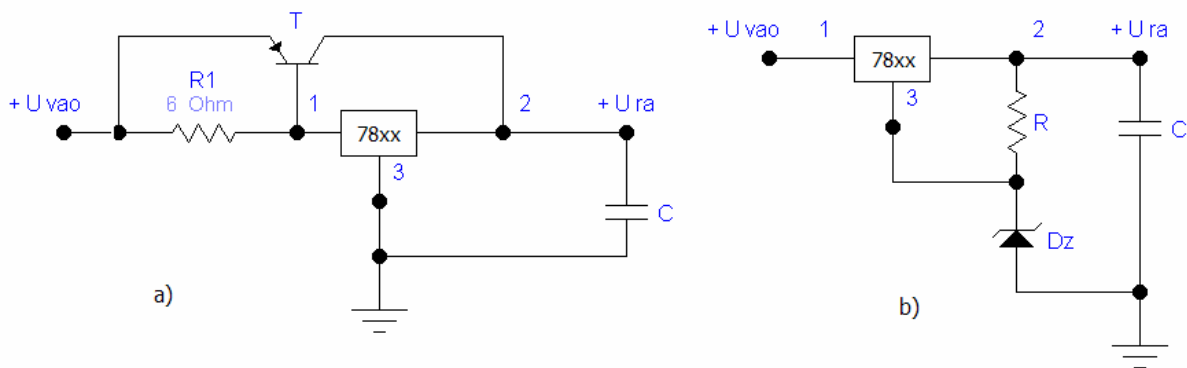 T
R1
6 Ohm
+ U vao
1
78xx
2
+ U ra
3
C
a)
+ U vao
1
78xx
2
+ U ra
3
R
C
Dz
b)